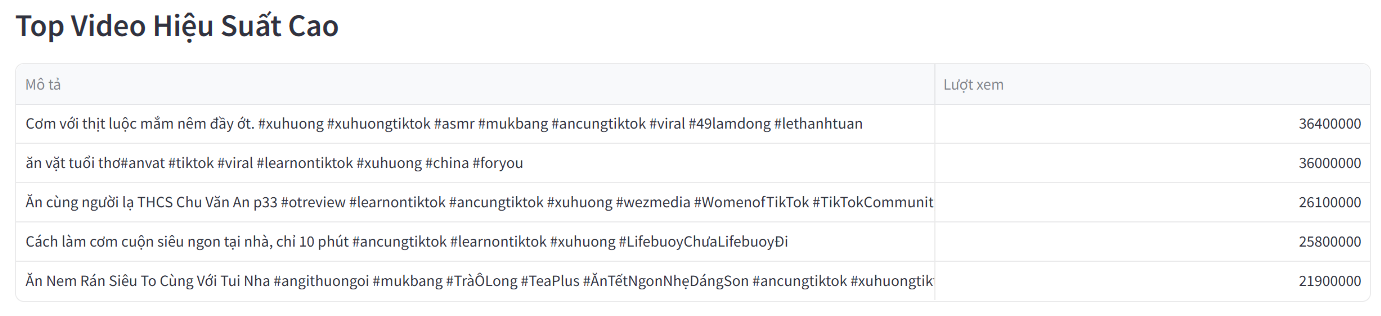 Top Video Hiệu Suất Cao
Mô tả Lượt xem
Cơm với thịt luộc mắm nêm đầy ớt. #xuhuong #xuhuongtiktok #asmr #mukbang #ancungtiktok #viral #49lamdong #lethanhtuan 36400000
ăn vặt tuổi thơ#anvat #tiktok #viral #learnontiktok #xuhuong #china #foryou 36000000
Ăn cùng người lạ THCS Chu Văn An p33 #otreview #learnontiktok #ancungtiktok #xuhuong #wezmedia #WomenofTikTok #TikTokCommunit 26100000
Cách làm cơm cuộn siêu ngon tại nhà, chỉ 10 phút #ancungtiktok #learnontiktok #xuhuong #LifebuoyChưaLifebuoyĐi 25800000
Ăn Nem Rán Siêu To Cùng Với Tui Nha #angithuongoi #mukbang #TràÔLong #TeaPlus #ĂnTếtNgonNhẹDángSon #ancungtiktok #xuhuongtik 21900000